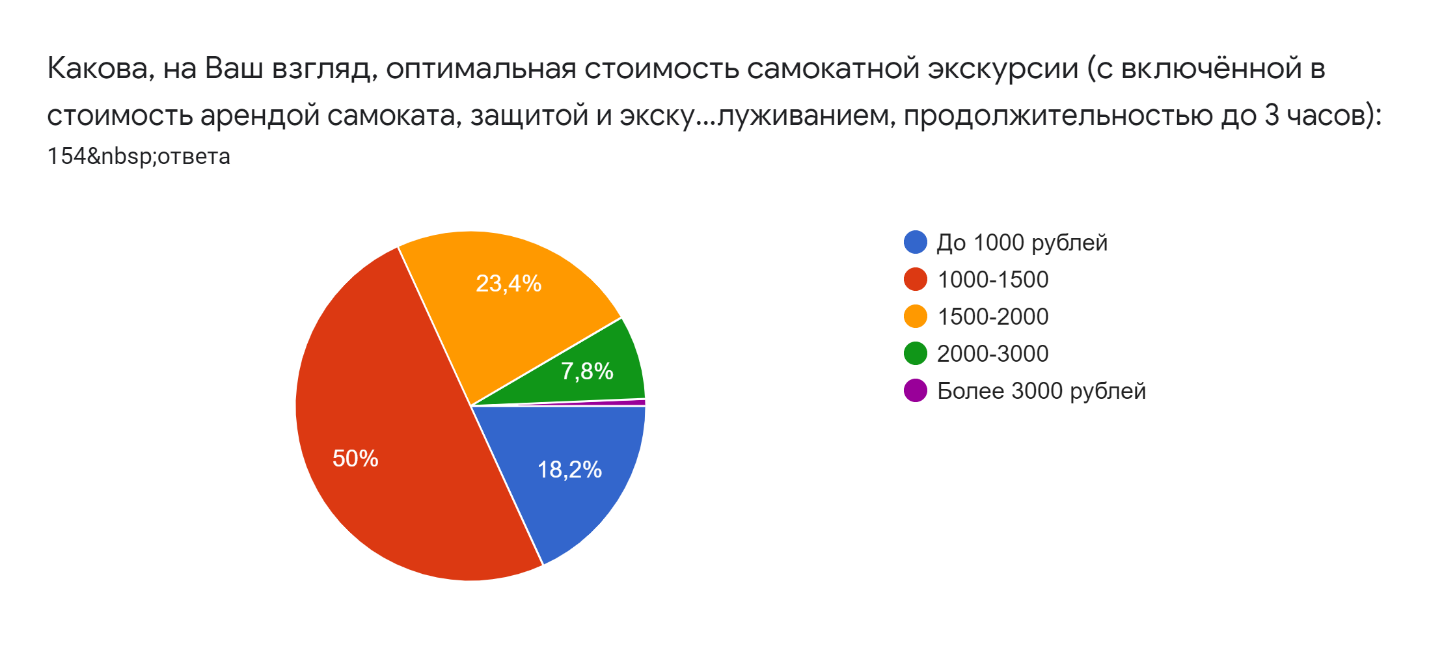 Какова, на Ваш взгляд, оптимальная стоимость самокатной экскурсии (с включённой в
стоимость арендой самоката, защитой и экску...луживанием, продолжительностью до 3 часов):
154&nbsp;ответа
До 1000 рублей
1000-1500
1500-2000
2000-3000
Более 3000 рублей
23,4%
7,8%
50%
18,2%